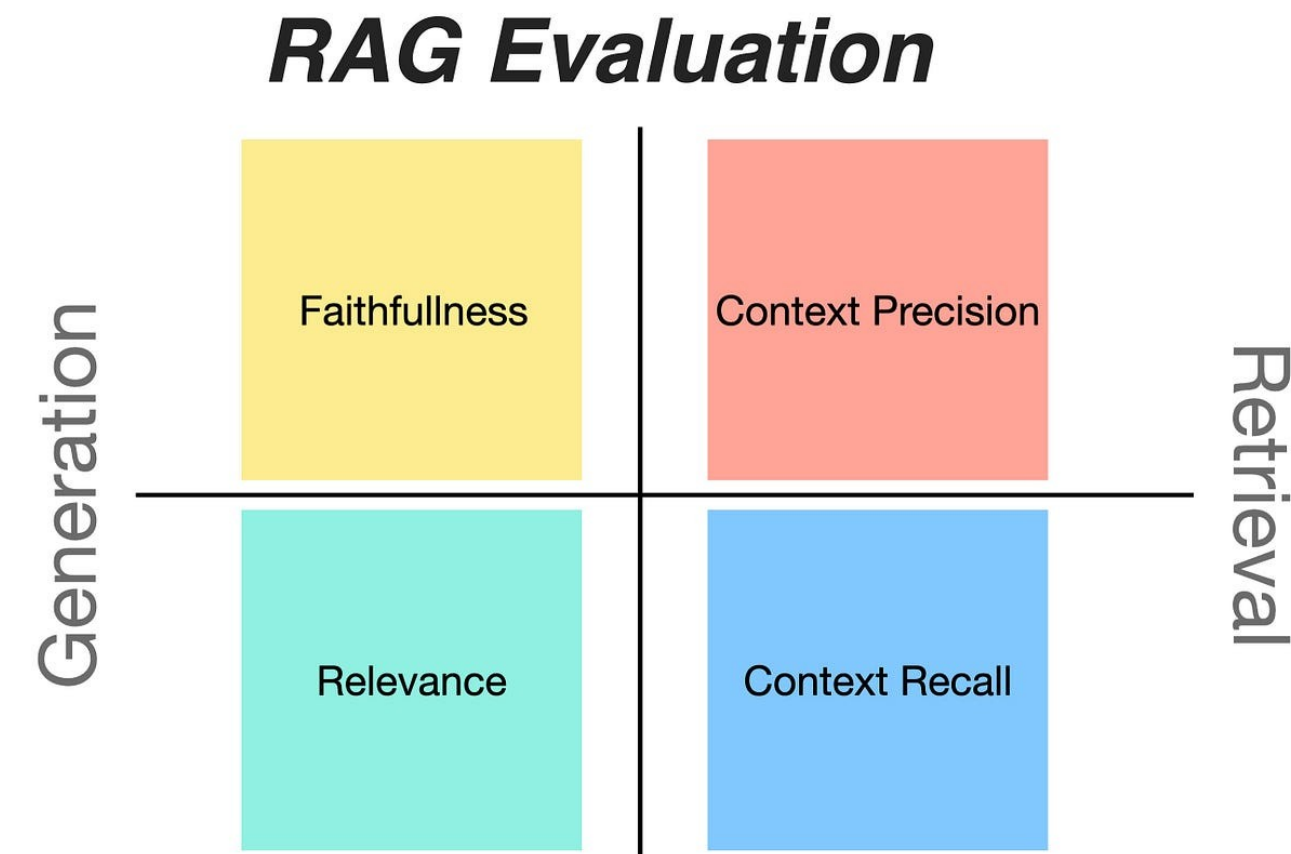 RAG Evaluation
Faithfullness
Context Precision
Generation
Retrieval
Relevance
Context Recall